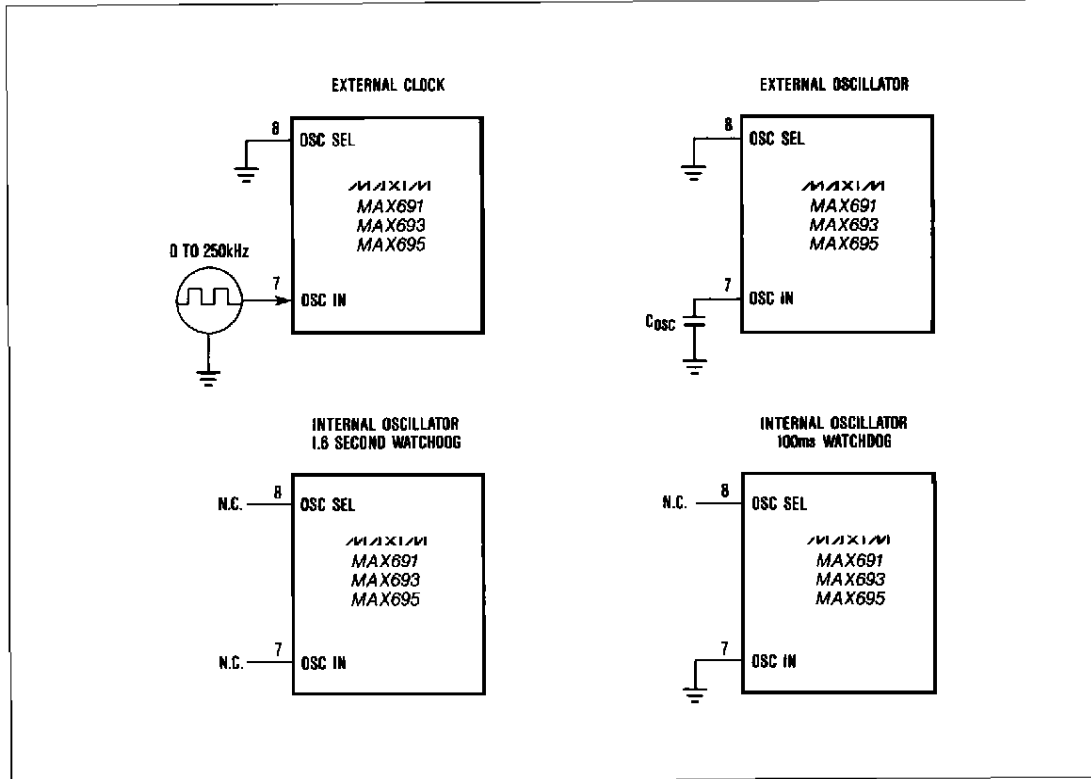 EXTERNAL CLOCK
8
OSC SEL
MAXIM
MAX691
MAX693
MAX695
0 TO 250kHz
7
OSC IN
EXTERNAL OSCILLATOR
8
OSC SEL
MAXIM
MAX691
MAX693
MAX695
7
OSC IN
COSC
INTERNAL OSCILLATOR
1.6 SECOND WATCHDOG
N.C.
8
OSC SEL
MAXIM
MAX691
MAX693
MAX695
N.C.
7
OSC IN
INTERNAL OSCILLATOR
100ms WATCHDOG
N.C.
8
OSC SEL
MAXIM
MAX691
MAX693
MAX695
7
OSC IN